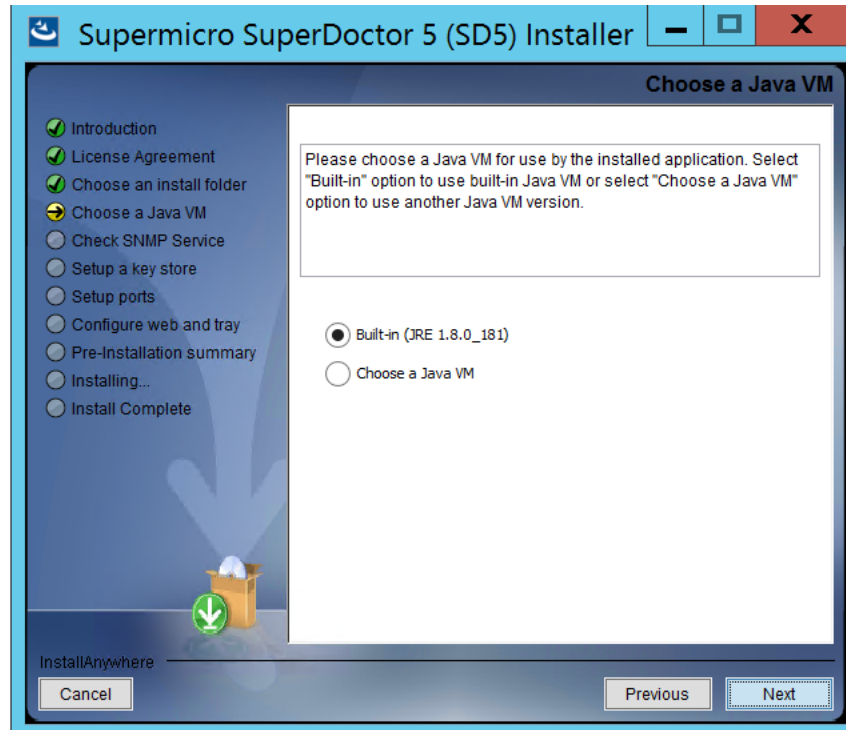 Supermicro SuperDoctor 5 (SD5) Installer
Choose a Java VM
Introduction
License Agreement
Choose an install folder
Choose a Java VM
Check SNMP Service
Setup a key store
Setup ports
Configure web and tray
Pre-Installation summary
Installing...
Install Complete
Please choose a Java VM for use by the installed application. Select
"Built-in" option to use built-in Java VM or select "Choose a Java VM"
option to use another Java VM version.
Built-in (JRE 1.8.0_181)
Choose a Java VM
InstallAnywhere
Cancel
Previous
Next